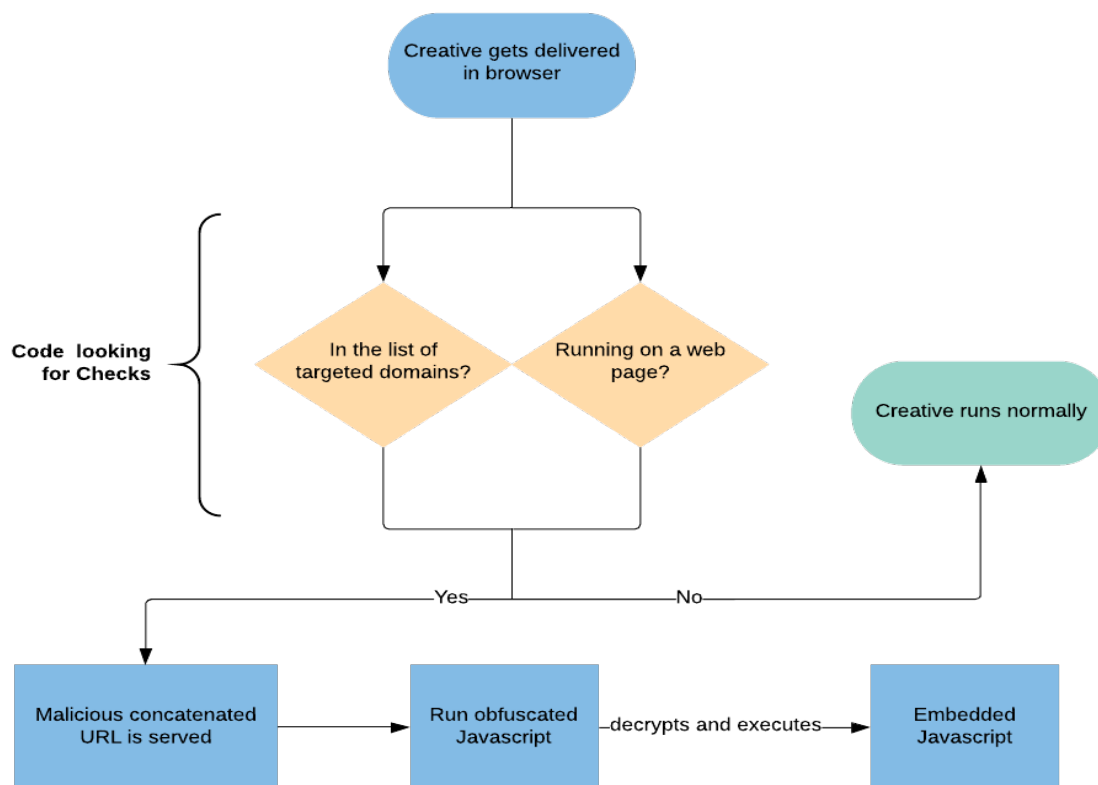 Creative gets delivered
in browser
In the list of
targeted domains?
Running on a web
page?
Code looking
for Checks
Creative runs normally
Yes
No
Malicious concatenated
URL is served
Run obfuscated
Javascript
decrypts and executes
Embedded
Javascript